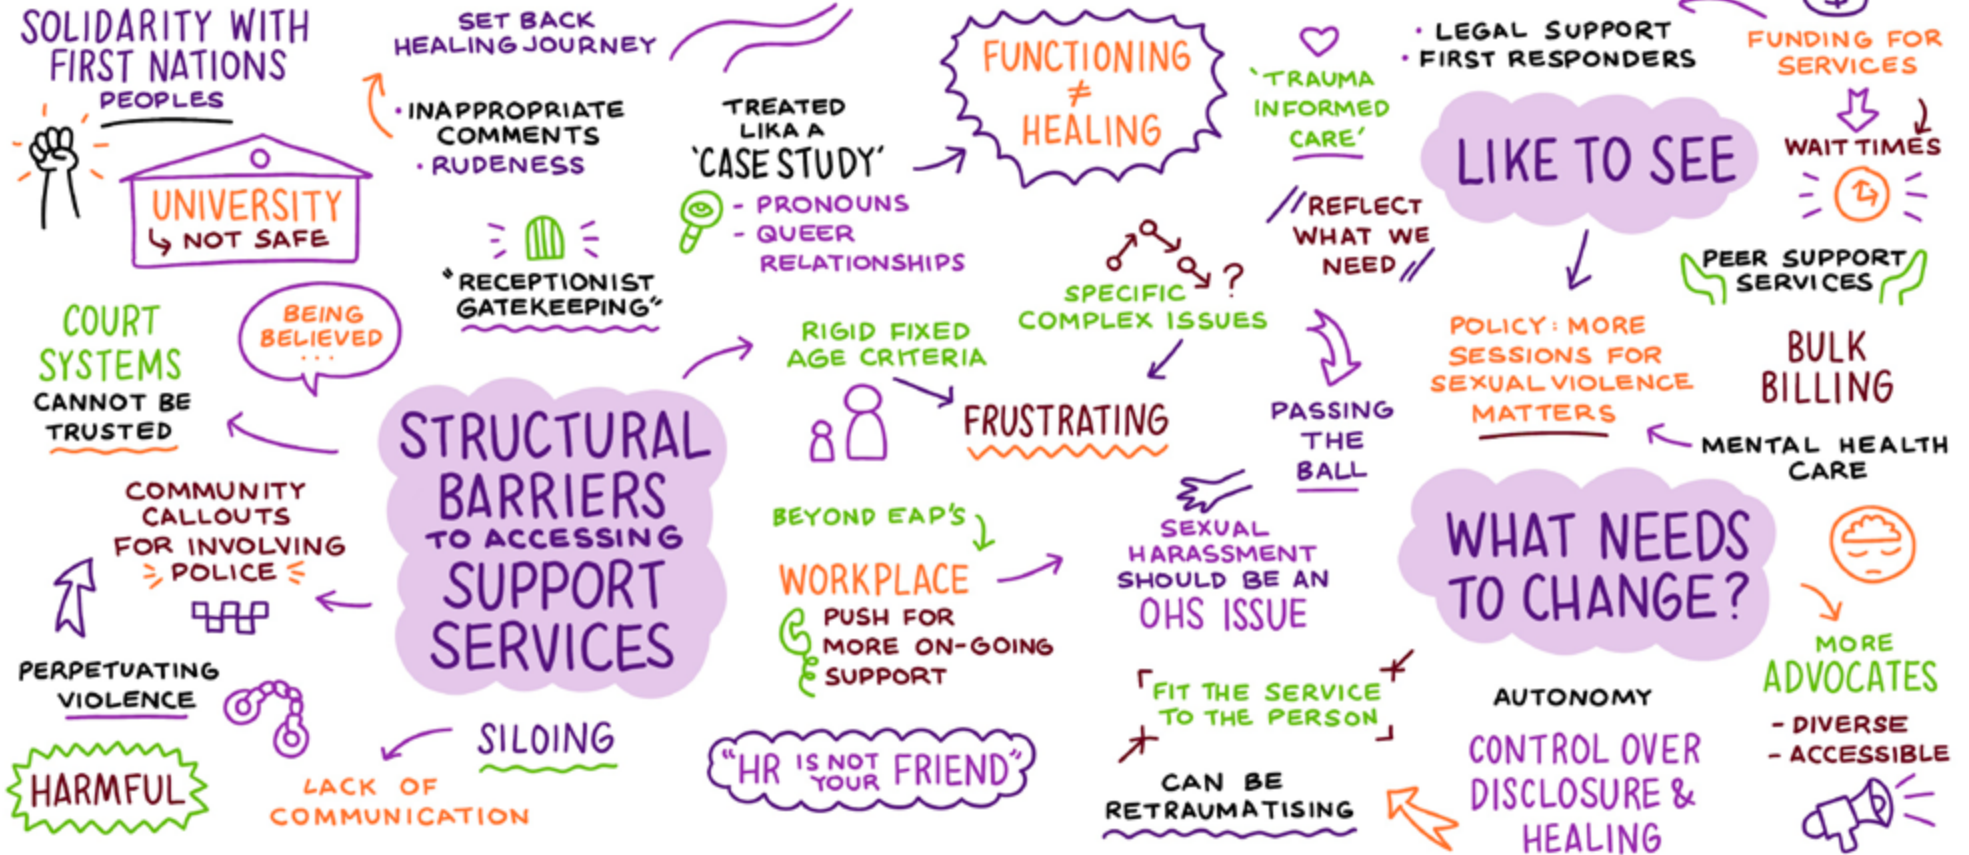 SOLIDARITY WITH
FIRST NATIONS
PEOPLES
UNIVERSITY
NOT SAFE
SET BACK
HEALING JOURNEY
· INAPPROPRIATE
COMMENTS
· RUDENESS
"RECEPTIONIST
GATEKEEPING"
TREATED
LIKA A
'CASE STUDY'
- PRONOUNS
- QUEER
RELATIONSHIPS
FUNCTIONING
≠
HEALING
'TRAUMA
INFORMED
CARE'
// REFLECT
WHAT WE
NEED //
· LEGAL SUPPORT
· FIRST RESPONDERS
LIKE TO SEE
$
FUNDING FOR
SERVICES
WAIT TIMES
PEER SUPPORT
SERVICES
BULK
BILLING
COURT
SYSTEMS
CANNOT BE
TRUSTED
BEING
BELIEVED
...
STRUCTURAL
BARRIERS
TO ACCESSING
SUPPORT
SERVICES
RIGID FIXED
AGE CRITERIA
?
SPECIFIC
COMPLEX ISSUES
FRUSTRATING
PASSING
THE
BALL
POLICY: MORE
SESSIONS FOR
SEXUAL VIOLENCE
MATTERS
MENTAL HEALTH
CARE
COMMUNITY
CALLOUTS
FOR INVOLVING
POLICE
PERPETUATING
VIOLENCE
HARMFUL
SILOING
LACK OF
COMMUNICATION
BEYOND EAP'S
WORKPLACE
PUSH FOR
MORE ON-GOING
SUPPORT
SEXUAL
HARASSMENT
SHOULD BE AN
OHS ISSUE
"HR IS NOT YOUR FRIEND"
FIT THE SERVICE
TO THE PERSON
CAN BE
RETRAUMATISING
WHAT NEEDS
TO CHANGE?
AUTONOMY
CONTROL OVER
DISCLOSURE &
HEALING
MORE
ADVOCATES
- DIVERSE
- ACCESSIBLE